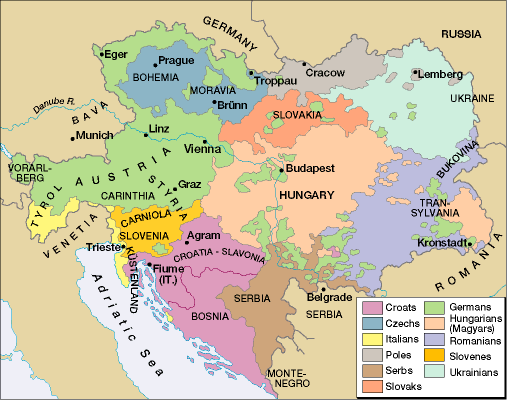 GERMANY
RUSSIA
Eger
Prague
BOHEMIA
MORAVIA
Troppau
Brünn
Cracow
Lemberg
UKRAINE
Danube R.
BAVA
Munich
Linz
Vienna
SLOVAKIA
BUKOVINA
VORARL-
BERG
TYROL
AUSTRIA
CARINTHIA
STYRIA
Graz
Budapest
HUNGARY
TRAN-
SYLVANIA
Kronstadt
ROMANIA
VENETIA
CARNIOLA
SLOVENIA
Trieste
KÜSTENLAND
Agram
CROATIA - SLAVONIA
Fiume
(IT.)
Adriatic Sea
BOSNIA
SERBIA
Belgrade
SERBIA
MONTE-
NEGRO
Croats
Czechs
Italians
Poles
Serbs
Slovaks
Germans
Hungarians
(Magyars)
Romanians
Slovenes
Ukrainians